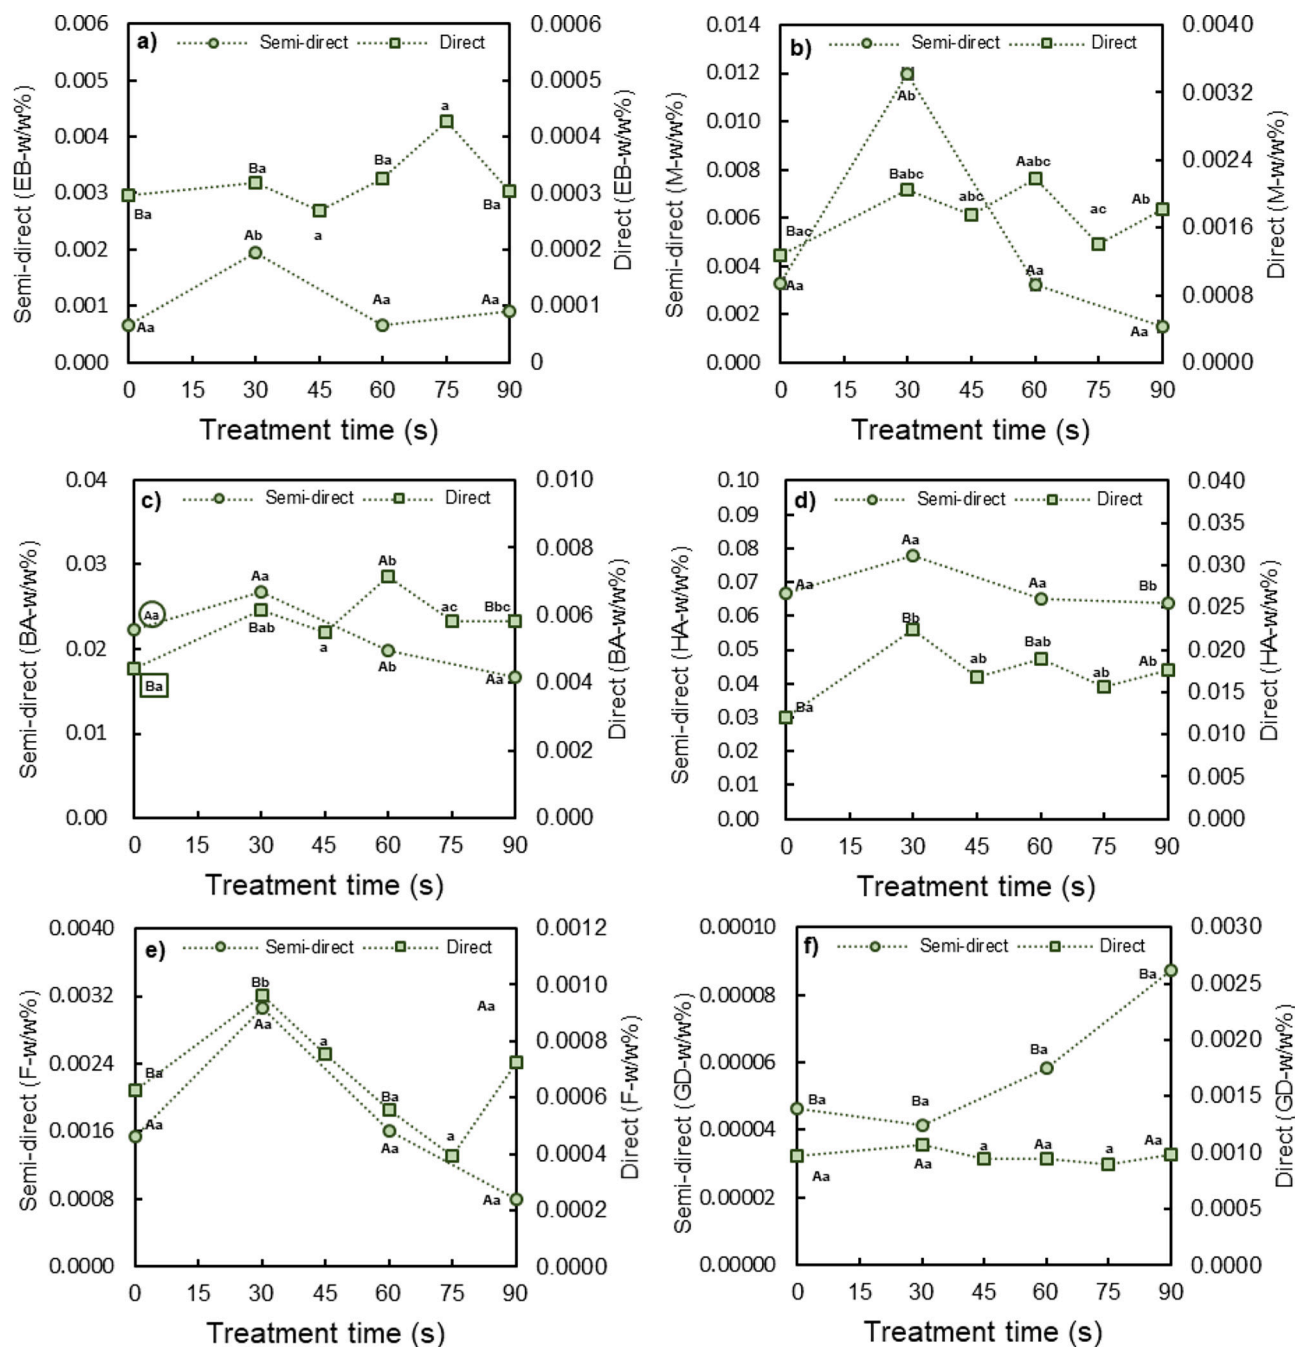 a) Semi-direct Direct
Semi-direct (EB-w/w%)
0.006
0.005
0.004
0.003
0.002
0.001
0.000
Direct (EB-w/w%)
0.0006
0.0005
0.0004
0.0003
0.0002
0.0001
0
Ba Ba a Ba a Ba
Aa Ab Aa Aa
0 15 30 45 60 75 90
Treatment time (s)
b) Semi-direct Direct
Semi-direct (M-w/w%)
0.014
0.012
0.010
0.008
0.006
0.004
0.002
0.000
Direct (M-w/w%)
0.0040
0.0032
0.0024
0.0016
0.0008
0.0000
Bac Babc abc Aabc ac Ab
Aa Ab Aa Aa
0 15 30 45 60 75 90
Treatment time (s)
c) Semi-direct Direct
Semi-direct (BA-w/w%)
0.04
0.03
0.02
0.01
0.00
Direct (BA-w/w%)
0.010
0.008
0.006
0.004
0.002
0.000
Aa Aa Ab Aa
Ba Bab a Ab ac Bbc
0 15 30 45 60 75 90
Treatment time (s)
d) Semi-direct Direct
Semi-direct (HA-w/w%)
0.10
0.09
0.08
0.07
0.06
0.05
0.04
0.03
0.02
0.01
0.00
Direct (HA-w/w%)
0.040
0.035
0.030
0.025
0.020
0.015
0.010
0.005
0.000
Aa Aa Aa Bb
Ba Bb ab Bab ab Ab
0 15 30 45 60 75 90
Treatment time (s)
e) Semi-direct Direct
Semi-direct (F-w/w%)
0.0040
0.0032
0.0024
0.0016
0.0008
0.0000
Direct (F-w/w%)
0.0012
0.0010
0.0008
0.0006
0.0004
0.0002
0.0000
Ba Bb a Ba a Aa
Aa Aa Aa Aa
0 15 30 45 60 75 90
Treatment time (s)
f) Semi-direct Direct
Semi-direct (GD-w/w%)
0.00010
0.00008
0.00006
0.00004
0.00002
0.00000
Direct (GD-w/w%)
0.0030
0.0025
0.0020
0.0015
0.0010
0.0005
0.0000
Ba Ba Ba Ba
Aa Aa a Aa a Aa
0 15 30 45 60 75 90
Treatment time (s)